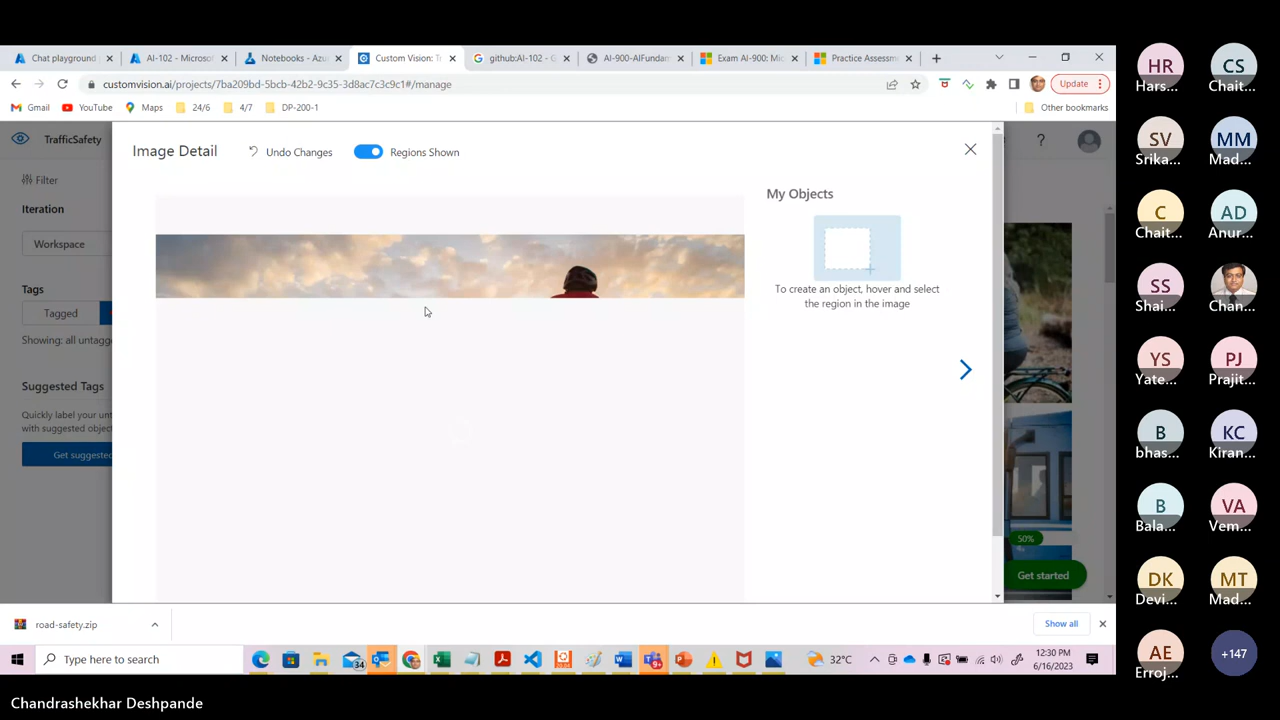 Chat playground
AI-102 - Microsof
Notebooks - Azu
Custom Vision: Tr
github:AI-102 - G
AI-900-AIFundam
Exam AI-900: Mic
Practice Assessm
customvision.ai/projects/7ba209bd-5bcb-42b2-9c35-3d8ac7c3c9c1#/manage
Update
Gmail
YouTube
Maps
24/6
4/7
DP-200-1
Other bookmarks
TrafficSafety
Image Detail
Undo Changes
Regions Shown
?
Filter
Iteration
Workspace
Tags
Tagged
Showing: all untagg
Suggested Tags
Quickly label your unt
with suggested object
Get suggested
My Objects
To create an object, hover and select
the region in the image
50%
Get started
road-safety.zip
Show all
Type here to search
34
32°C
12:30 PM
6/16/2023
HR
Hars...
CS
Chait...
SV
Srika...
MM
Mad...
C
Chait...
AD
Anur...
SS
Shai...
Chan...
YS
Yate...
PJ
Prajit...
B
bhas...
KC
Kiran...
B
Bala...
VA
Vem...
DK
Devi...
MT
Mad...
AE
Erroj...
+147
Chandrashekhar Deshpande